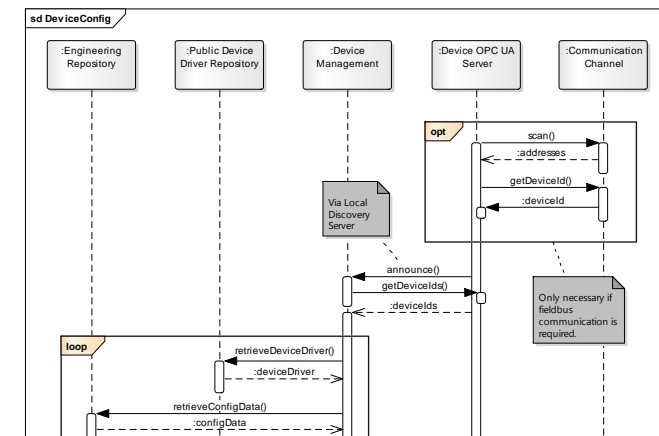 sd DeviceConfig
:Engineering
Repository
:Public Device
Driver Repository
:Device
Management
:Device OPC UA
Server
:Communication
Channel
opt
scan()
:addresses
getDeviceId()
:deviceId
Via Local
Discovery
Server
announce()
getDeviceIds()
:deviceIds
Only necessary if
fieldbus
communication is
required.
loop
retrieveDeviceDriver()
:deviceDriver
retrieveConfigData()
:configData